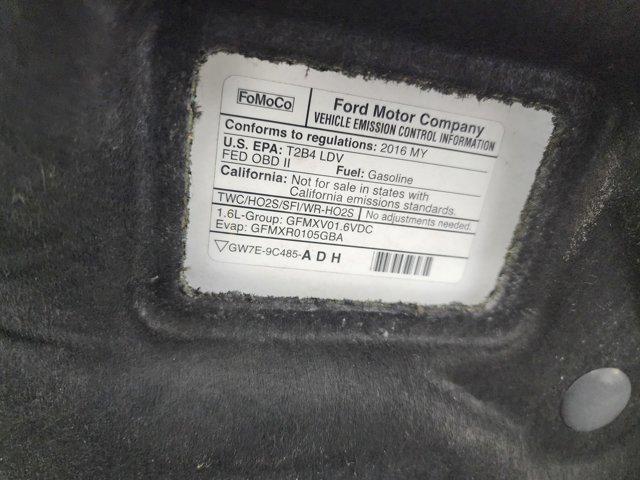 FoMoCo
Ford Motor Company
VEHICLE EMISSION CONTROL INFORMATION
Conforms to regulations: 2016 MY
U.S. EPA: T2B4 LDV
FED OBD II Fuel: Gasoline
California: Not for sale in states with
California emissions standards.
TWC/HO2S/SFI/WR-HO2S No adjustments needed.
1.6L-Group: GFMXV01.6VDC
Evap: GFMXR0105GBA
GW7E-9C485-ADH